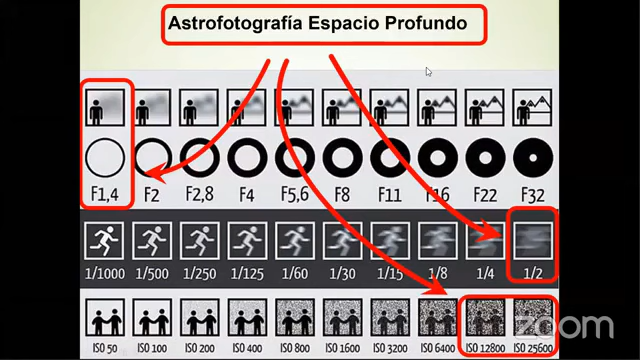 Astrofotografía Espacio Profundo
F1,4 F2 F2,8 F4 F5,6 F8 F11 F16 F22 F32
1/1000 1/500 1/250 1/125 1/60 1/30 1/15 1/8 1/4 1/2
ISO 50 ISO 100 ISO 200 ISO 400 ISO 800 ISO 1600 ISO 3200 ISO 6400 ISO 12800 ISO 25600
zoom